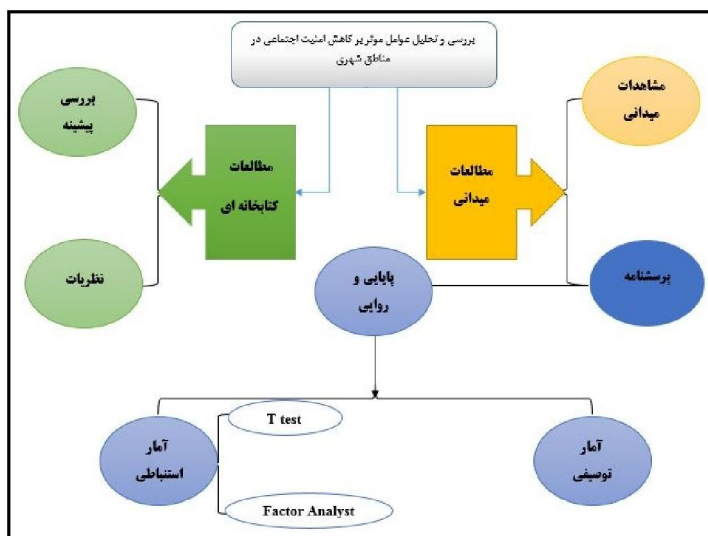 بررسی و تحلیل عوامل موثر بر کاهش امنیت اجتماعی در
مناطق شهری
مشاهدات
میدانی
مطالعات
میدانی
مطالعات
کتابخانه ای
بررسی
پیشینه
پرسشنامه
پایایی و
روایی
نظریات
آمار
توصیفی
T test
آمار
استنباطی
Factor Analyst